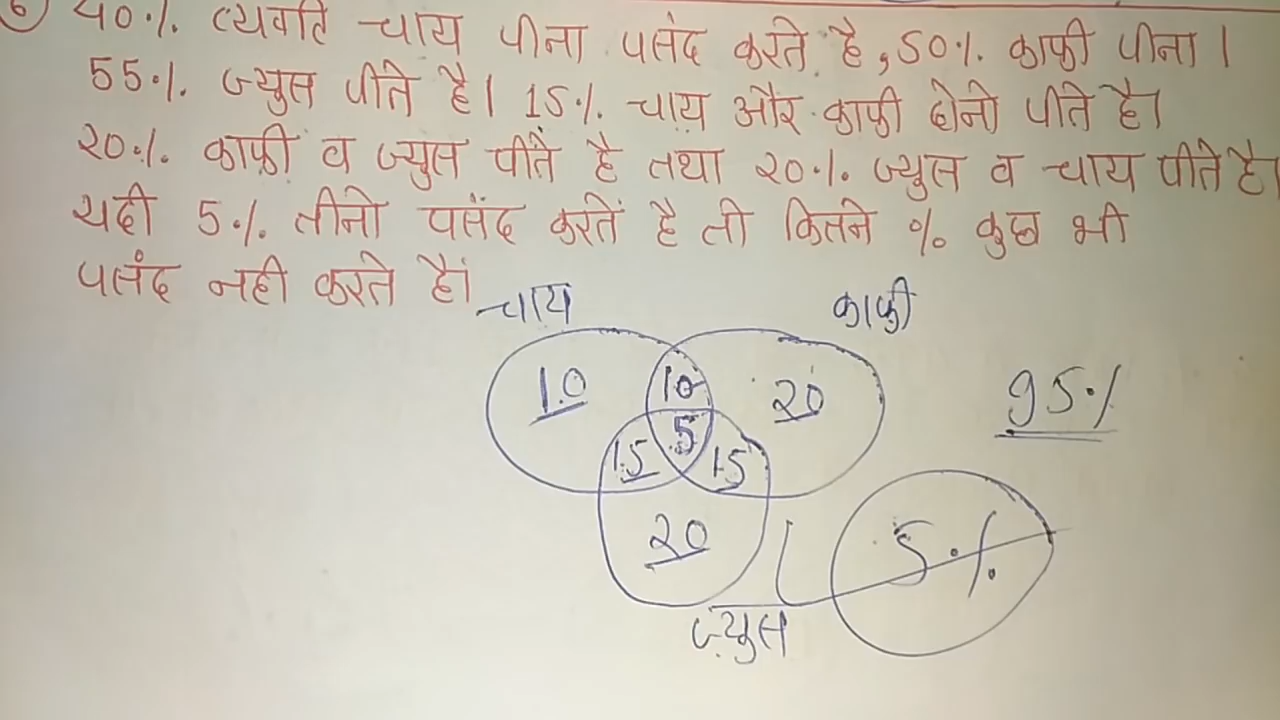 6 40%. व्यक्ति चाय पीना पसंद करते है, 50%. काफी पीना।
55%. ज्युस पीते है। 15%. चाय और काफी दोनो पीते है।
20%. काफी व ज्युस पीते है तथा 20%. ज्युस व चाय पीते है।
यदी 5%. तीनो पसंद करतें है तो कितने % कुछ भी
पसंद नही करते है।
चाय काफी
10 10 20 95%
5
15 15
20 5%
ज्युस